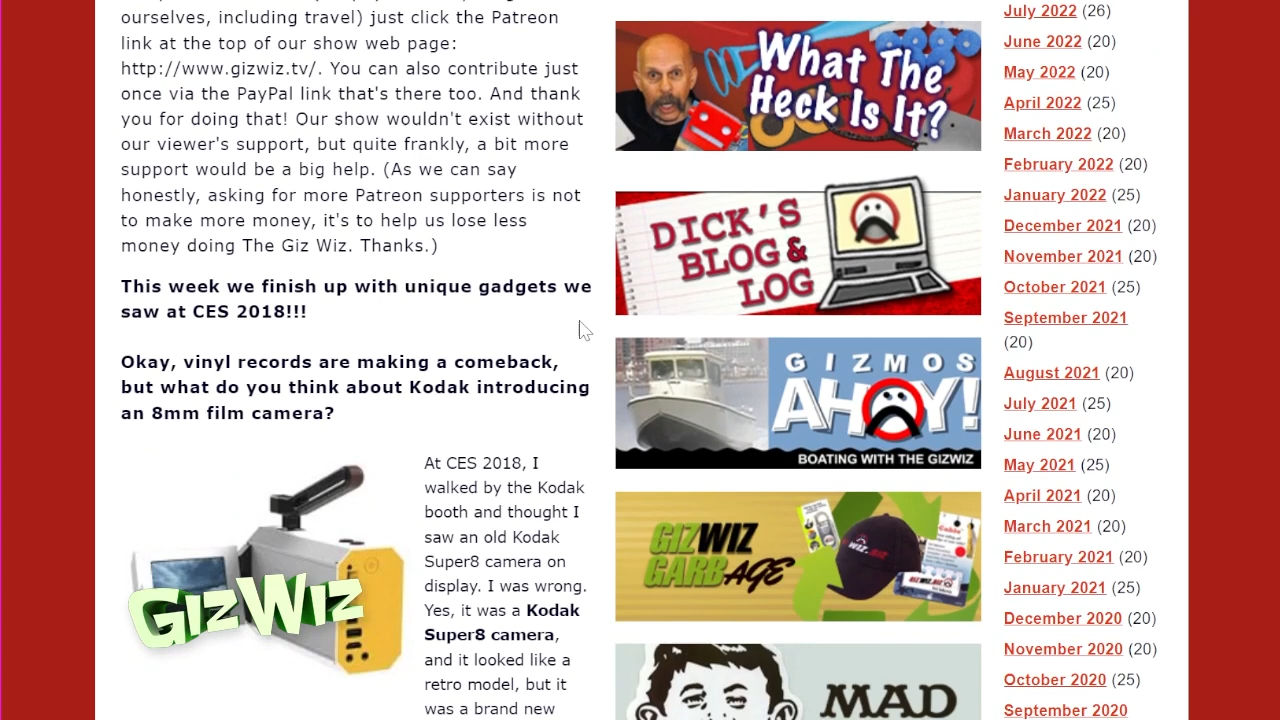 ourselves, including travel) just click the Patreon
link at the top of our show web page:
http://www.gizwiz.tv/. You can also contribute just
once via the PayPal link that's there too. And thank
you for doing that! Our show wouldn't exist without
our viewer's support, but quite frankly, a bit more
support would be a big help. (As we can say
honestly, asking for more Patreon supporters is not
to make more money, it's to help us lose less
money doing The Giz Wiz. Thanks.)
This week we finish up with unique gadgets we
saw at CES 2018!!!
Okay, vinyl records are making a comeback,
but what do you think about Kodak introducing
an 8mm film camera?
GIZWIZ
At CES 2018, I
walked by the Kodak
booth and thought I
saw an old Kodak
Super8 camera on
display. I was wrong.
Yes, it was a Kodak
Super8 camera,
and it looked like a
retro model, but it
was a brand new
What The
Heck Is It?
DICK'S
BLOG &
LOG
GIZMOS
AHOY!
BOATING WITH THE GIZWIZ
GIZWIZ
GARBAGE
MAD
July 2022 (26)
June 2022 (20)
May 2022 (20)
April 2022 (25)
March 2022 (20)
February 2022 (20)
January 2022 (25)
December 2021 (20)
November 2021 (20)
October 2021 (25)
September 2021
(20)
August 2021 (20)
July 2021 (25)
June 2021 (20)
May 2021 (25)
April 2021 (20)
March 2021 (20)
February 2021 (20)
January 2021 (25)
December 2020 (20)
November 2020 (20)
October 2020 (25)
September 2020